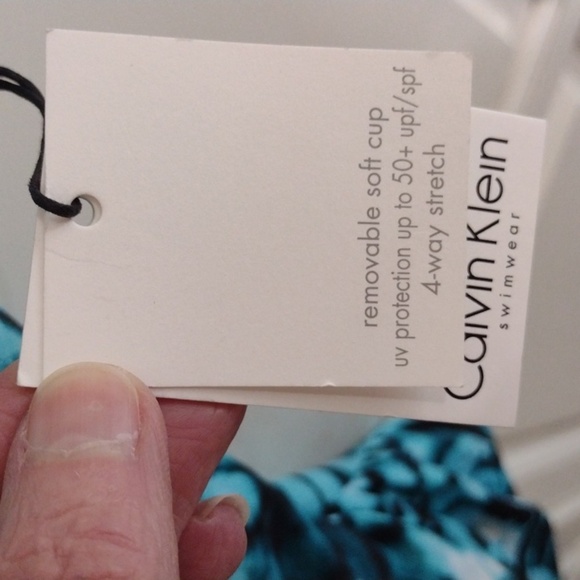 removable soft cup
uv protection up to 50+ upf/spf
4-way stretch
Calvin Klein
swimwear